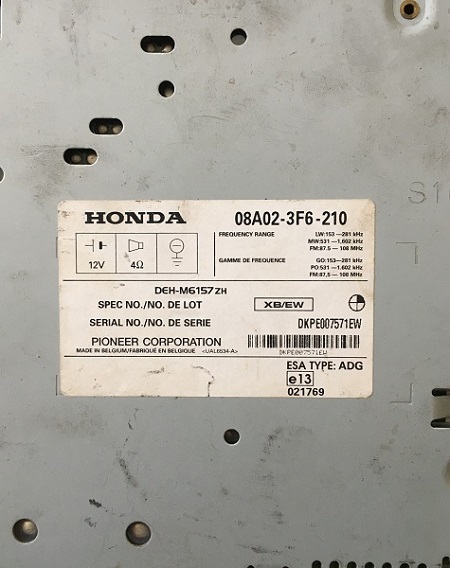 HONDA 08A02-3F6-210
FREQUENCY RANGE LW:153 —281 kHz
MW:531 —1,602 kHz
FM:87.5 — 108 MHz
12V 4Ω
GAMME DE FREQUENCE GO:153—281 kHz
PO:531 —1,602 kHz
FM:87,5 — 108 MHz
DEH-M6157ZH
SPEC NO./NO. DE LOT XB/EW
SERIAL NO./NO. DE SERIE DKPE007571EW
PIONEER CORPORATION
MADE IN BELGIUM/FABRIQUÉ EN BELGIQUE <UAL6534-A> DKPE007571EW
ESA TYPE: ADG
e13
021769